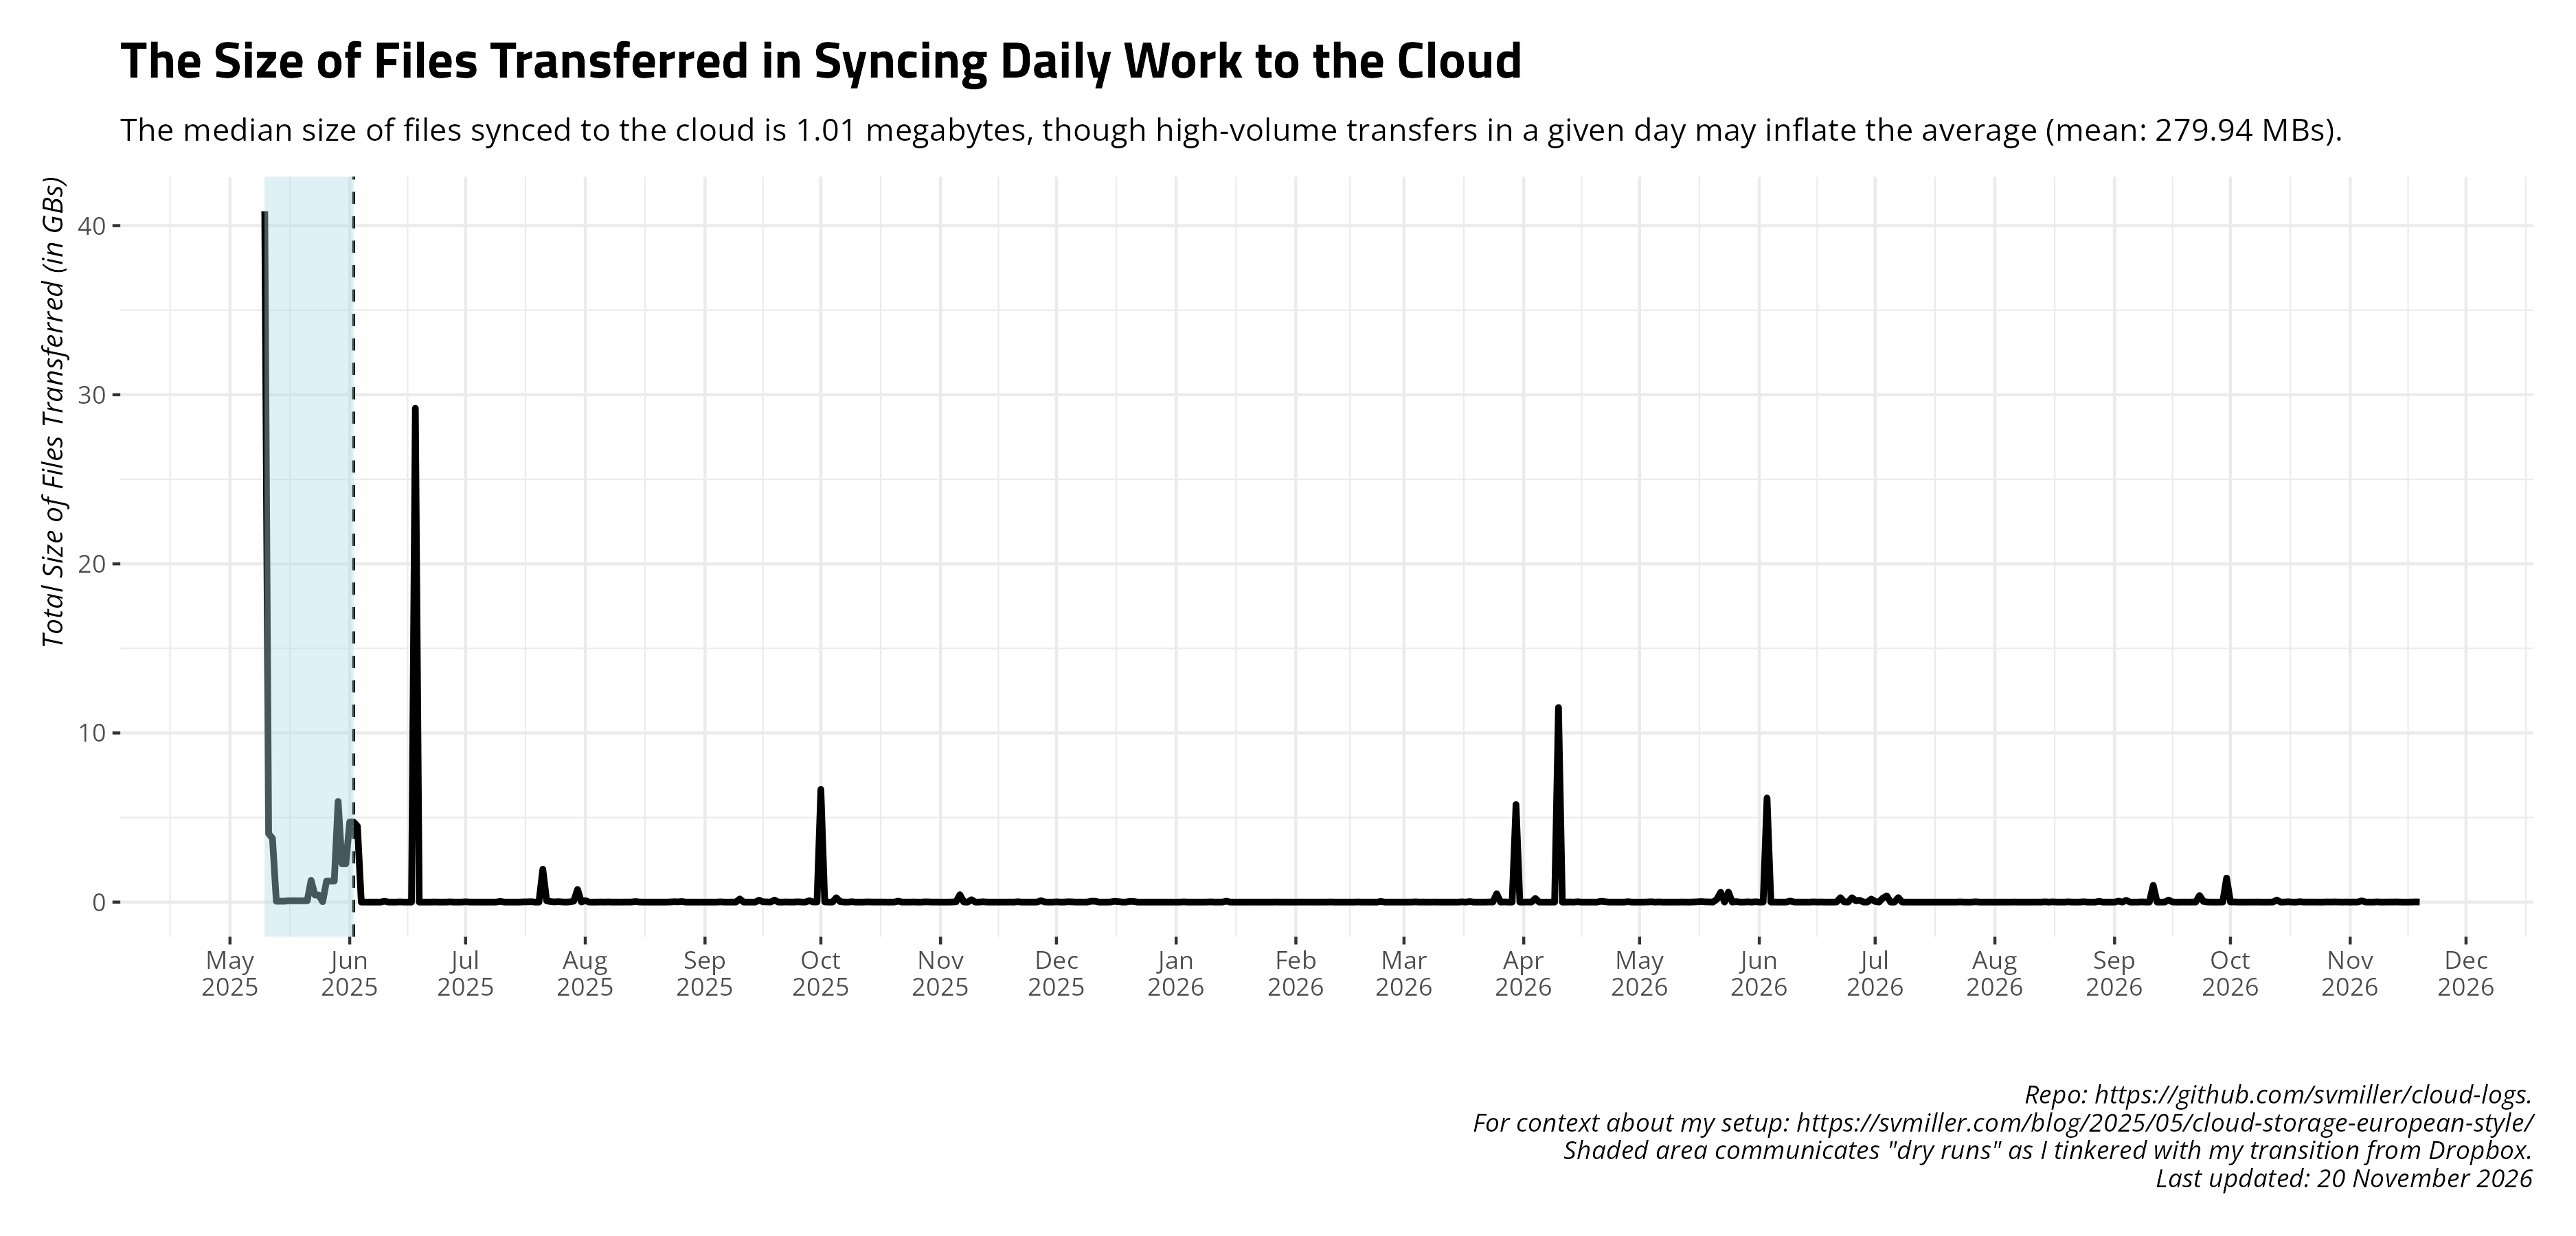 The Size of Files Transferred in Syncing Daily Work to the Cloud
The median size of files synced to the cloud is 1.01 megabytes, though high-volume transfers in a given day may inflate the average (mean: 279.94 MBs).
Total Size of Files Transferred (in GBs)
40
30
20
10
0
May Jun Jul Aug Sep Oct Nov Dec Jan Feb Mar Apr May Jun Jul Aug Sep Oct Nov Dec
2025 2025 2025 2025 2025 2025 2025 2025 2026 2026 2026 2026 2026 2026 2026 2026 2026 2026 2026 2026
Repo: https://github.com/svmiller/cloud-logs.
For context about my setup: https://svmiller.com/blog/2025/05/cloud-storage-european-style/
Shaded area communicates "dry runs" as I tinkered with my transition from Dropbox.
Last updated: 20 November 2026